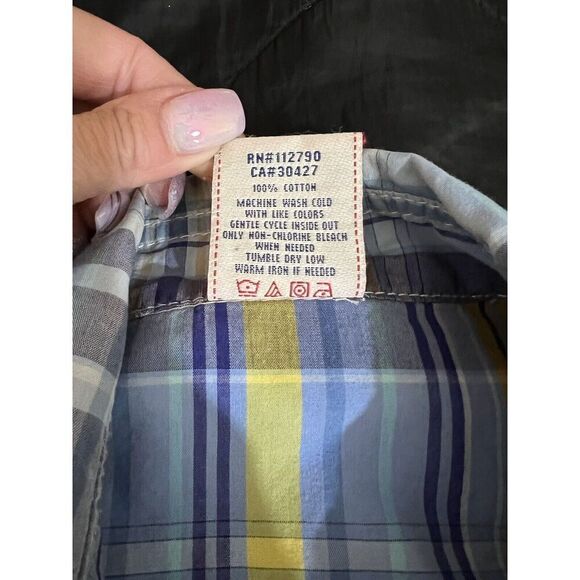 RN#112790
CA#30427
100% COTTON
MACHINE WASH COLD
WITH LIKE COLORS
GENTLE CYCLE INSIDE OUT
ONLY NON-CHLORINE BLEACH
WHEN NEEDED
TUMBLE DRY LOW
WARM IRON IF NEEDED